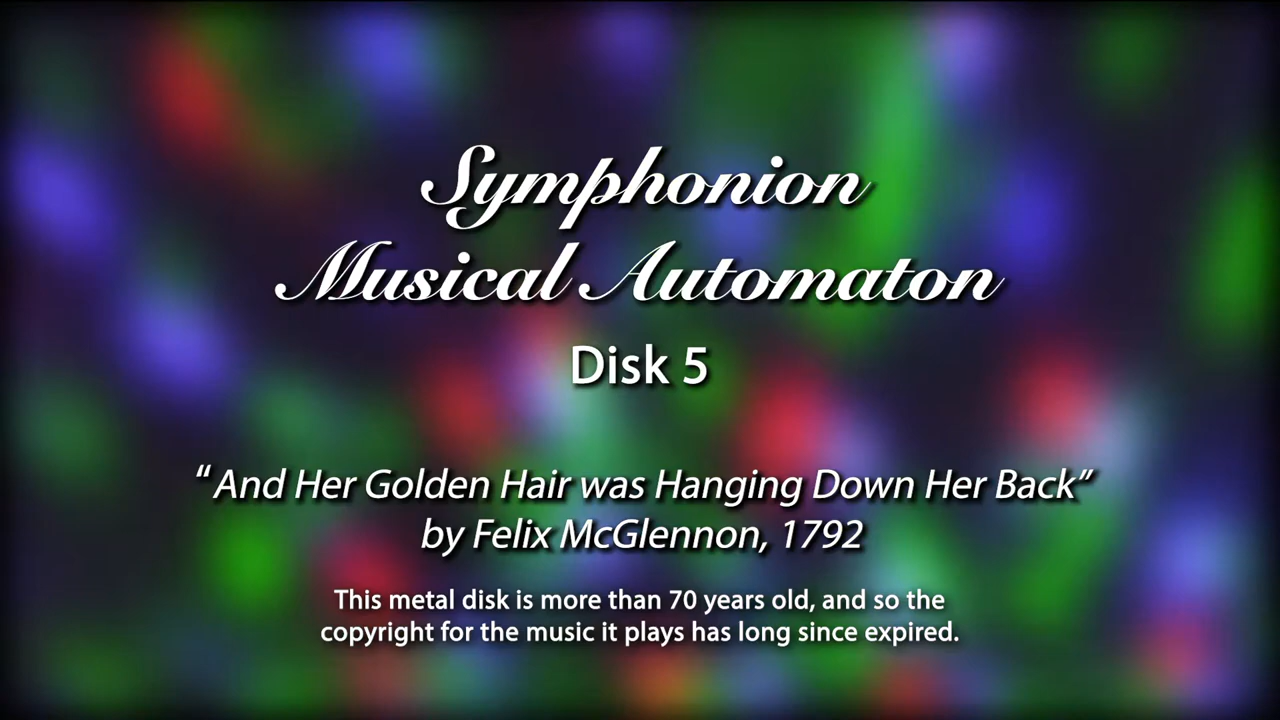 Symphonion
Musical Automaton
Disk 5
“And Her Golden Hair was Hanging Down Her Back”
by Felix McGlennon, 1792
This metal disk is more than 70 years old, and so the
copyright for the music it plays has long since expired.